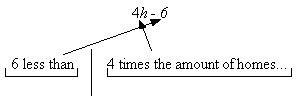 4h - 6
6 less than 4 times the amount of homes...